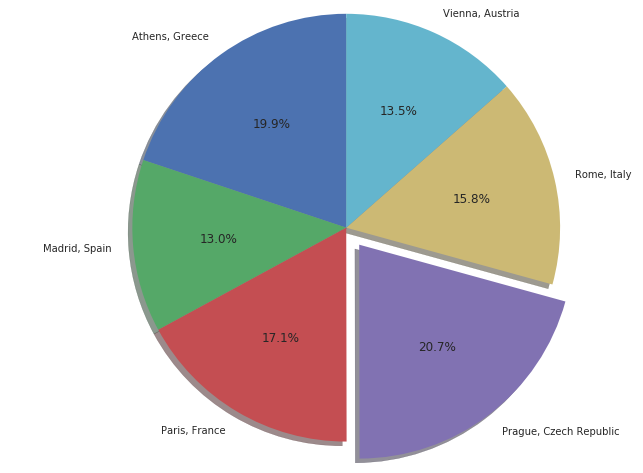 Vienna, Austria
Athens, Greece
13.5%
19.9%
Rome, Italy
15.8%
13.0%
Madrid, Spain
17.1%
20.7%
Paris, France
Prague, Czech Republic